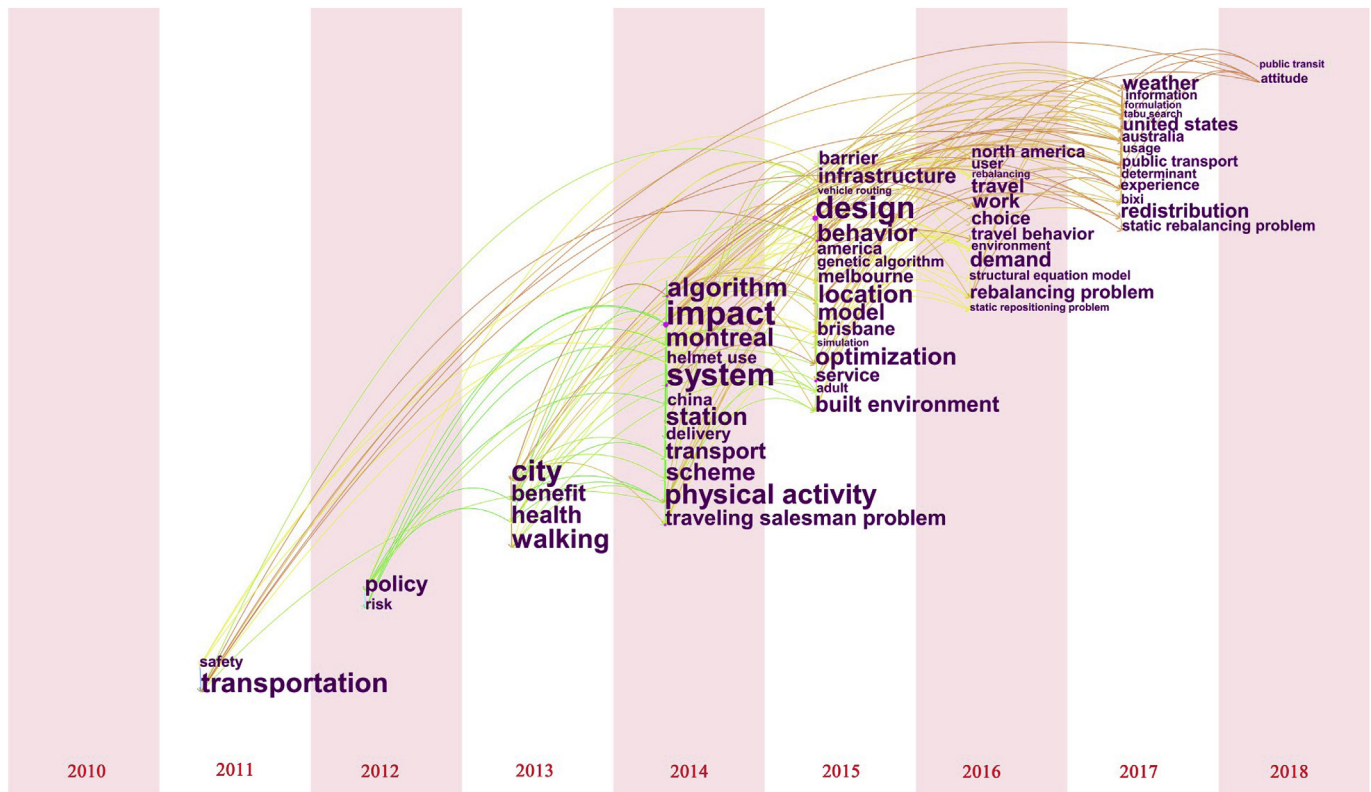 public transit
attitude
weather
information
formulation
tabu search
united states
australia
usage
public transport
determinant
experience
bixi
redistribution
static rebalancing problem
north america
user
rebalancing
travel
work
choice
travel behavior
environment
demand
structural equation model
rebalancing problem
static repositioning problem
barrier
infrastructure
vehicle routing
design
behavior
america
genetic algorithm
melbourne
location
model
brisbane
simulation
optimization
service
adult
built environment
algorithm
impact
montreal
helmet use
system
china
station
delivery
transport
scheme
physical activity
traveling salesman problem
city
benefit
health
walking
policy
risk
safety
transportation
2010 2011 2012 2013 2014 2015 2016 2017 2018